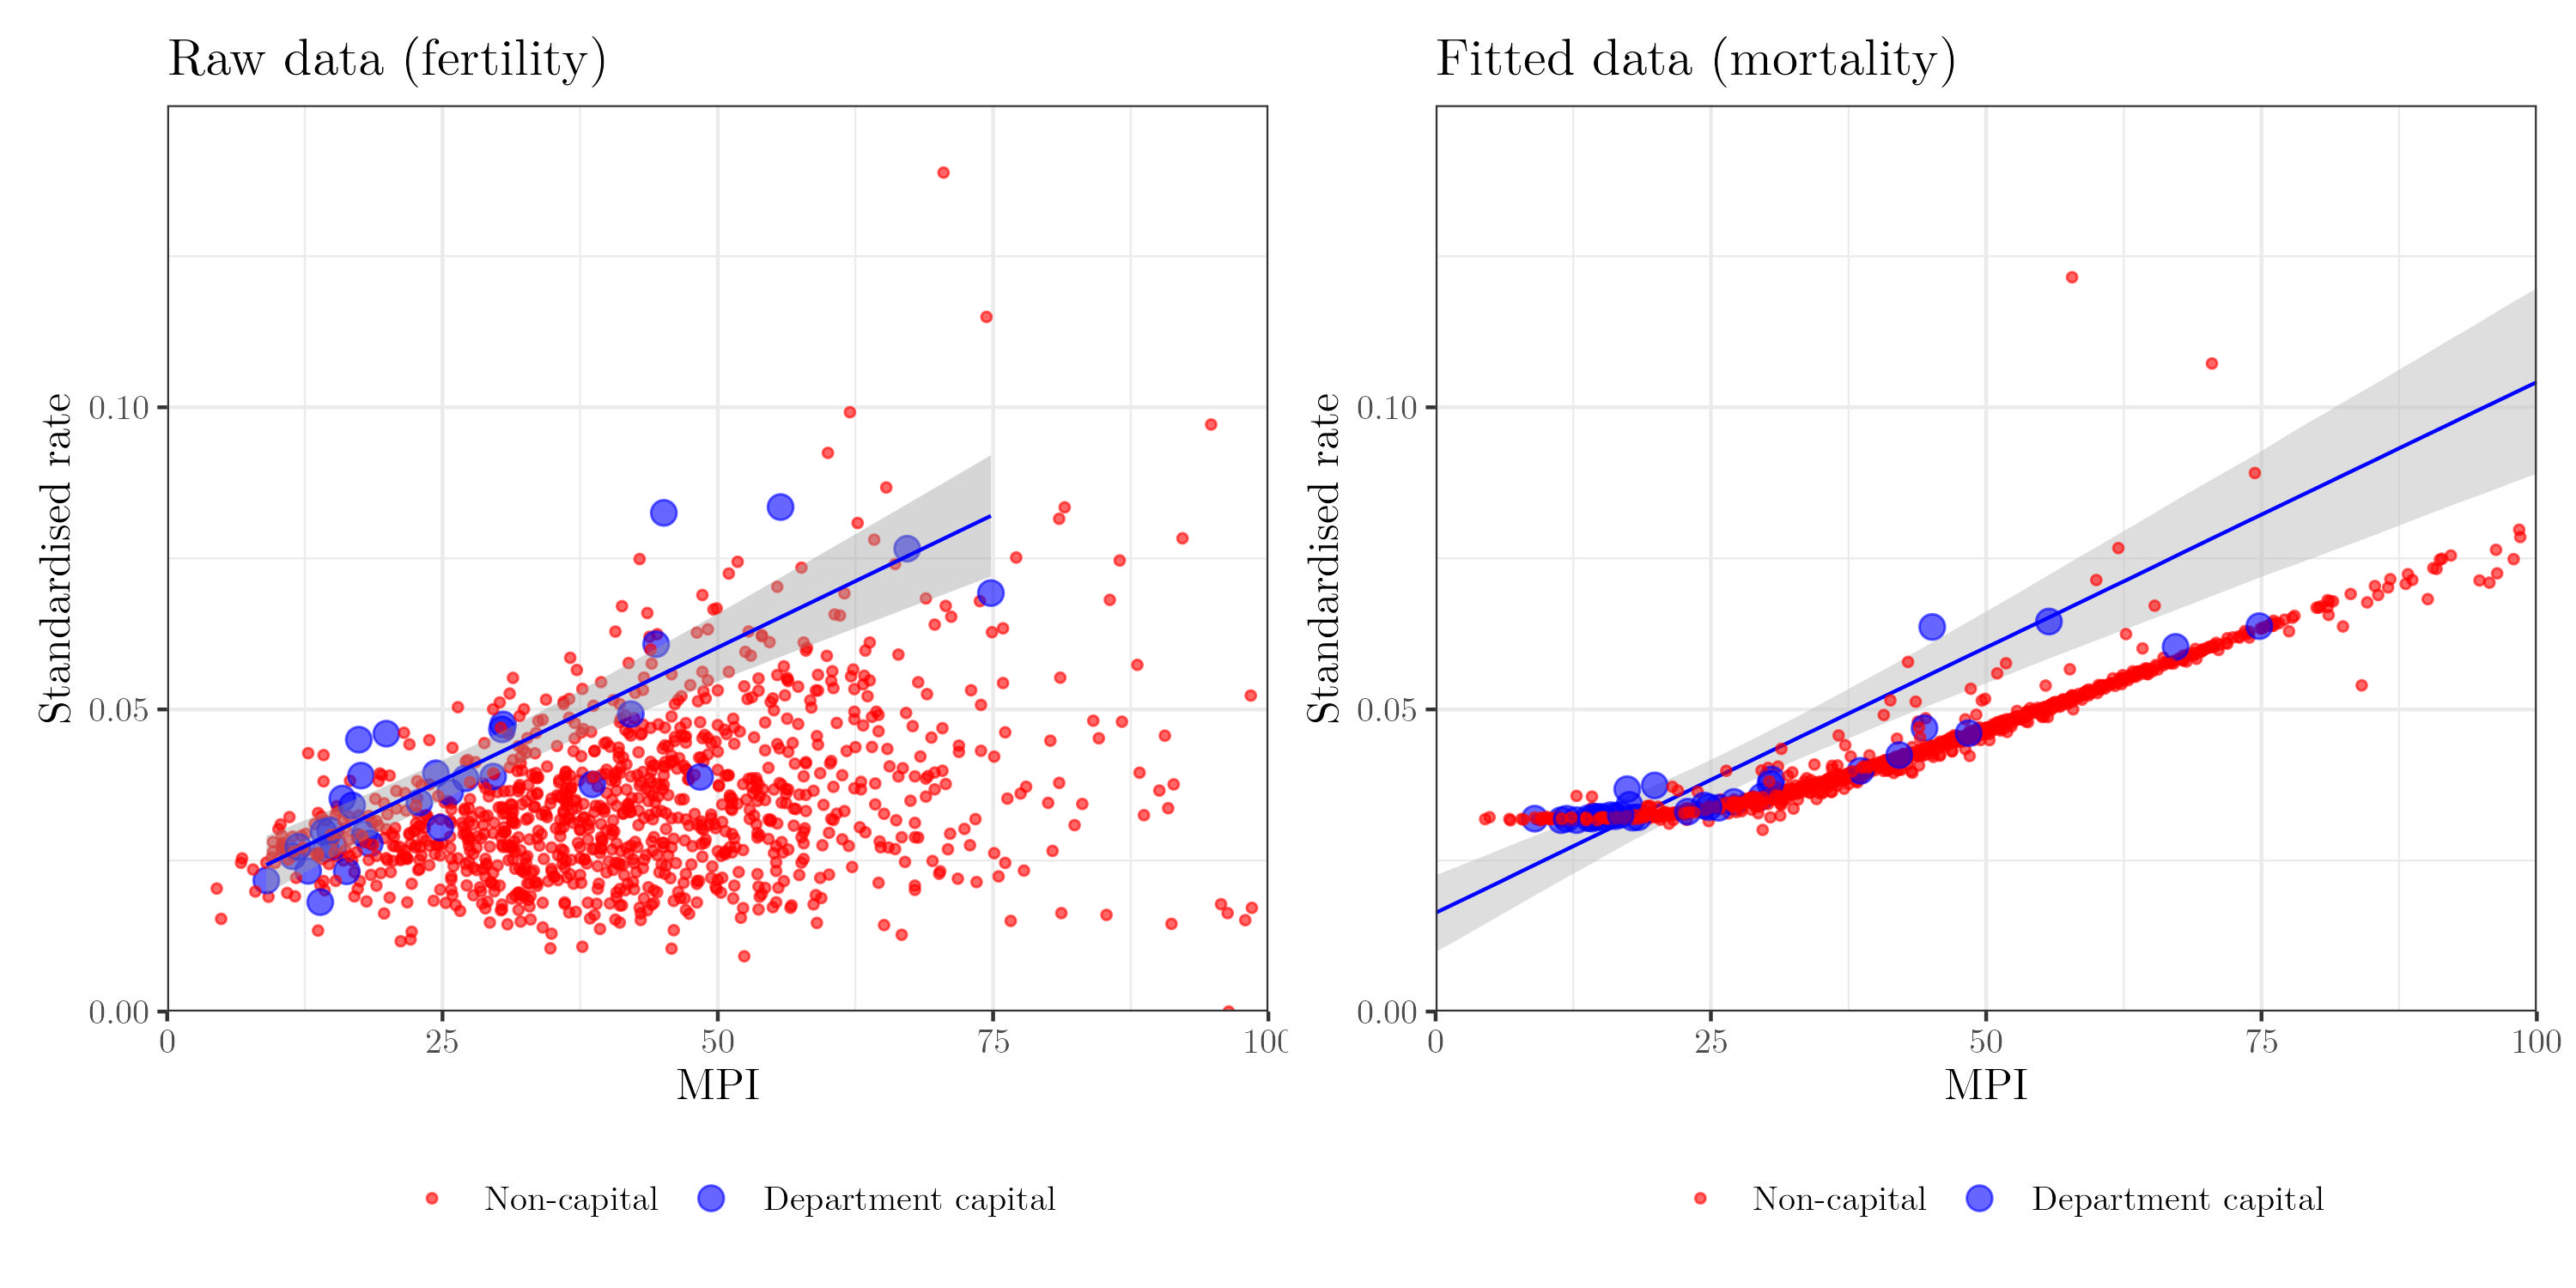 Raw data (fertility)
Standardised rate
0.10
0.05
0.00
0
25
50
75
100
MPI
Non-capital
Department capital
Fitted data (mortality)
Standardised rate
0.10
0.05
0.00
0
25
50
75
100
MPI
Non-capital
Department capital